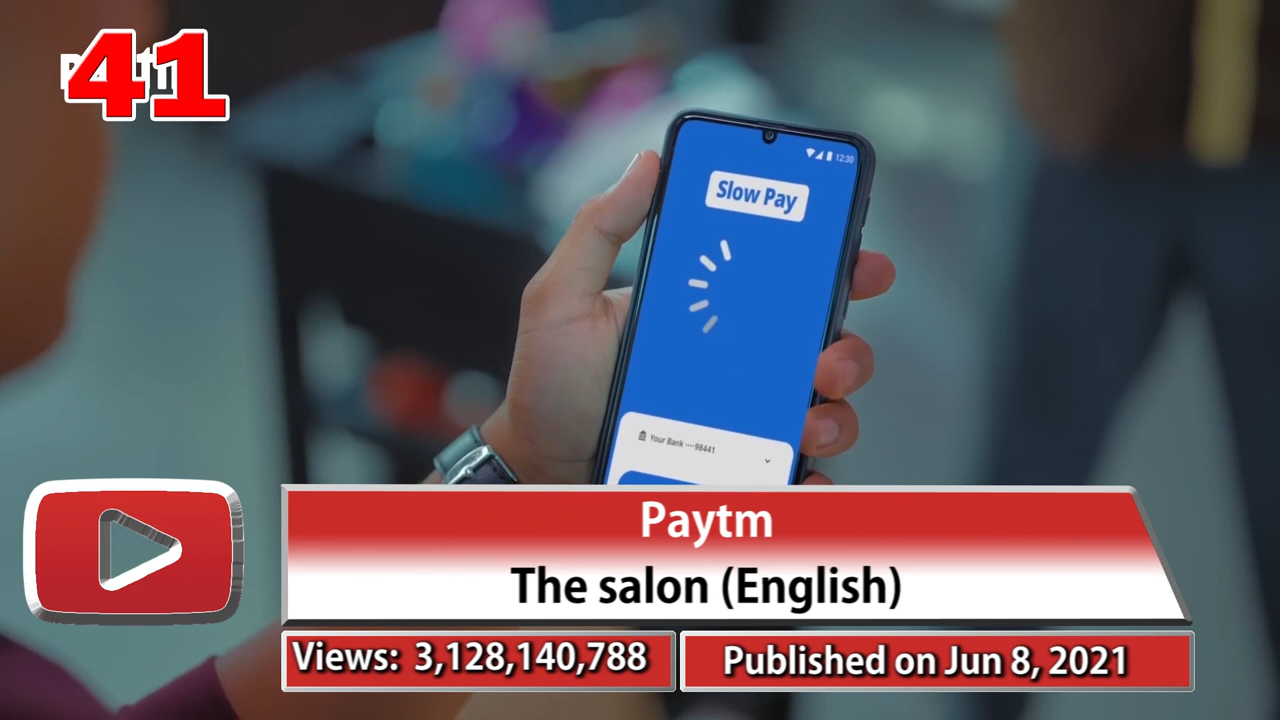 41
12:30
Slow Pay
Your Bank ---98441
Paytm
The salon (English)
Views: 3,128,140,788
Published on Jun 8, 2021